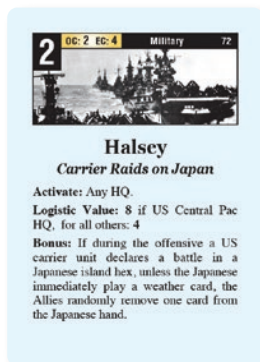 2 OC: 2 EC: 4 Military 72
Halsey
Carrier Raids on Japan
Activate: Any HQ.
Logistic Value: 8 if US Central Pac
HQ, for all others: 4
Bonus: If during the offensive a US
carrier unit declares a battle in a
Japanese island hex, unless the Japanese
immediately play a weather card, the
Allies randomly remove one card from
the Japanese hand.